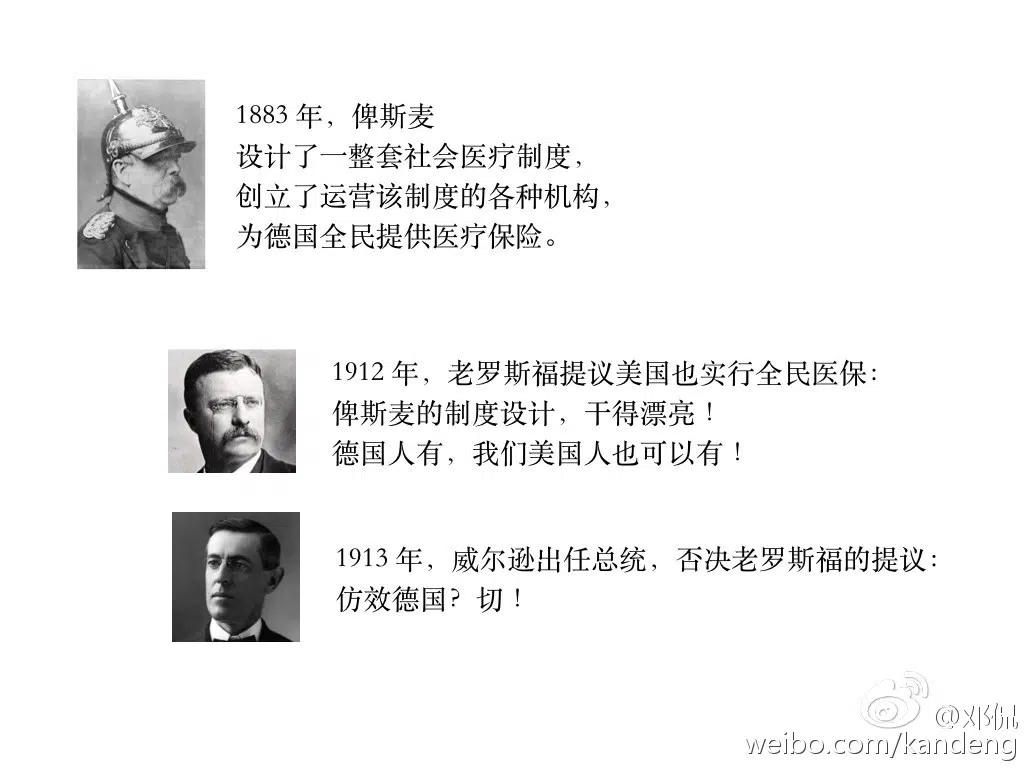 1883 年，俾斯麦
设计了一整套社会医疗制度，
创立了运营该制度的各种机构，
为德国全民提供医疗保险。
1912 年，老罗斯福提议美国也实行全民医保：
俾斯麦的制度设计，干得漂亮！
德国人有，我们美国人也可以有！
1913 年，威尔逊出任总统，否决老罗斯福的提议：
仿效德国？切！
@邓侃
weibo.com/kandeng